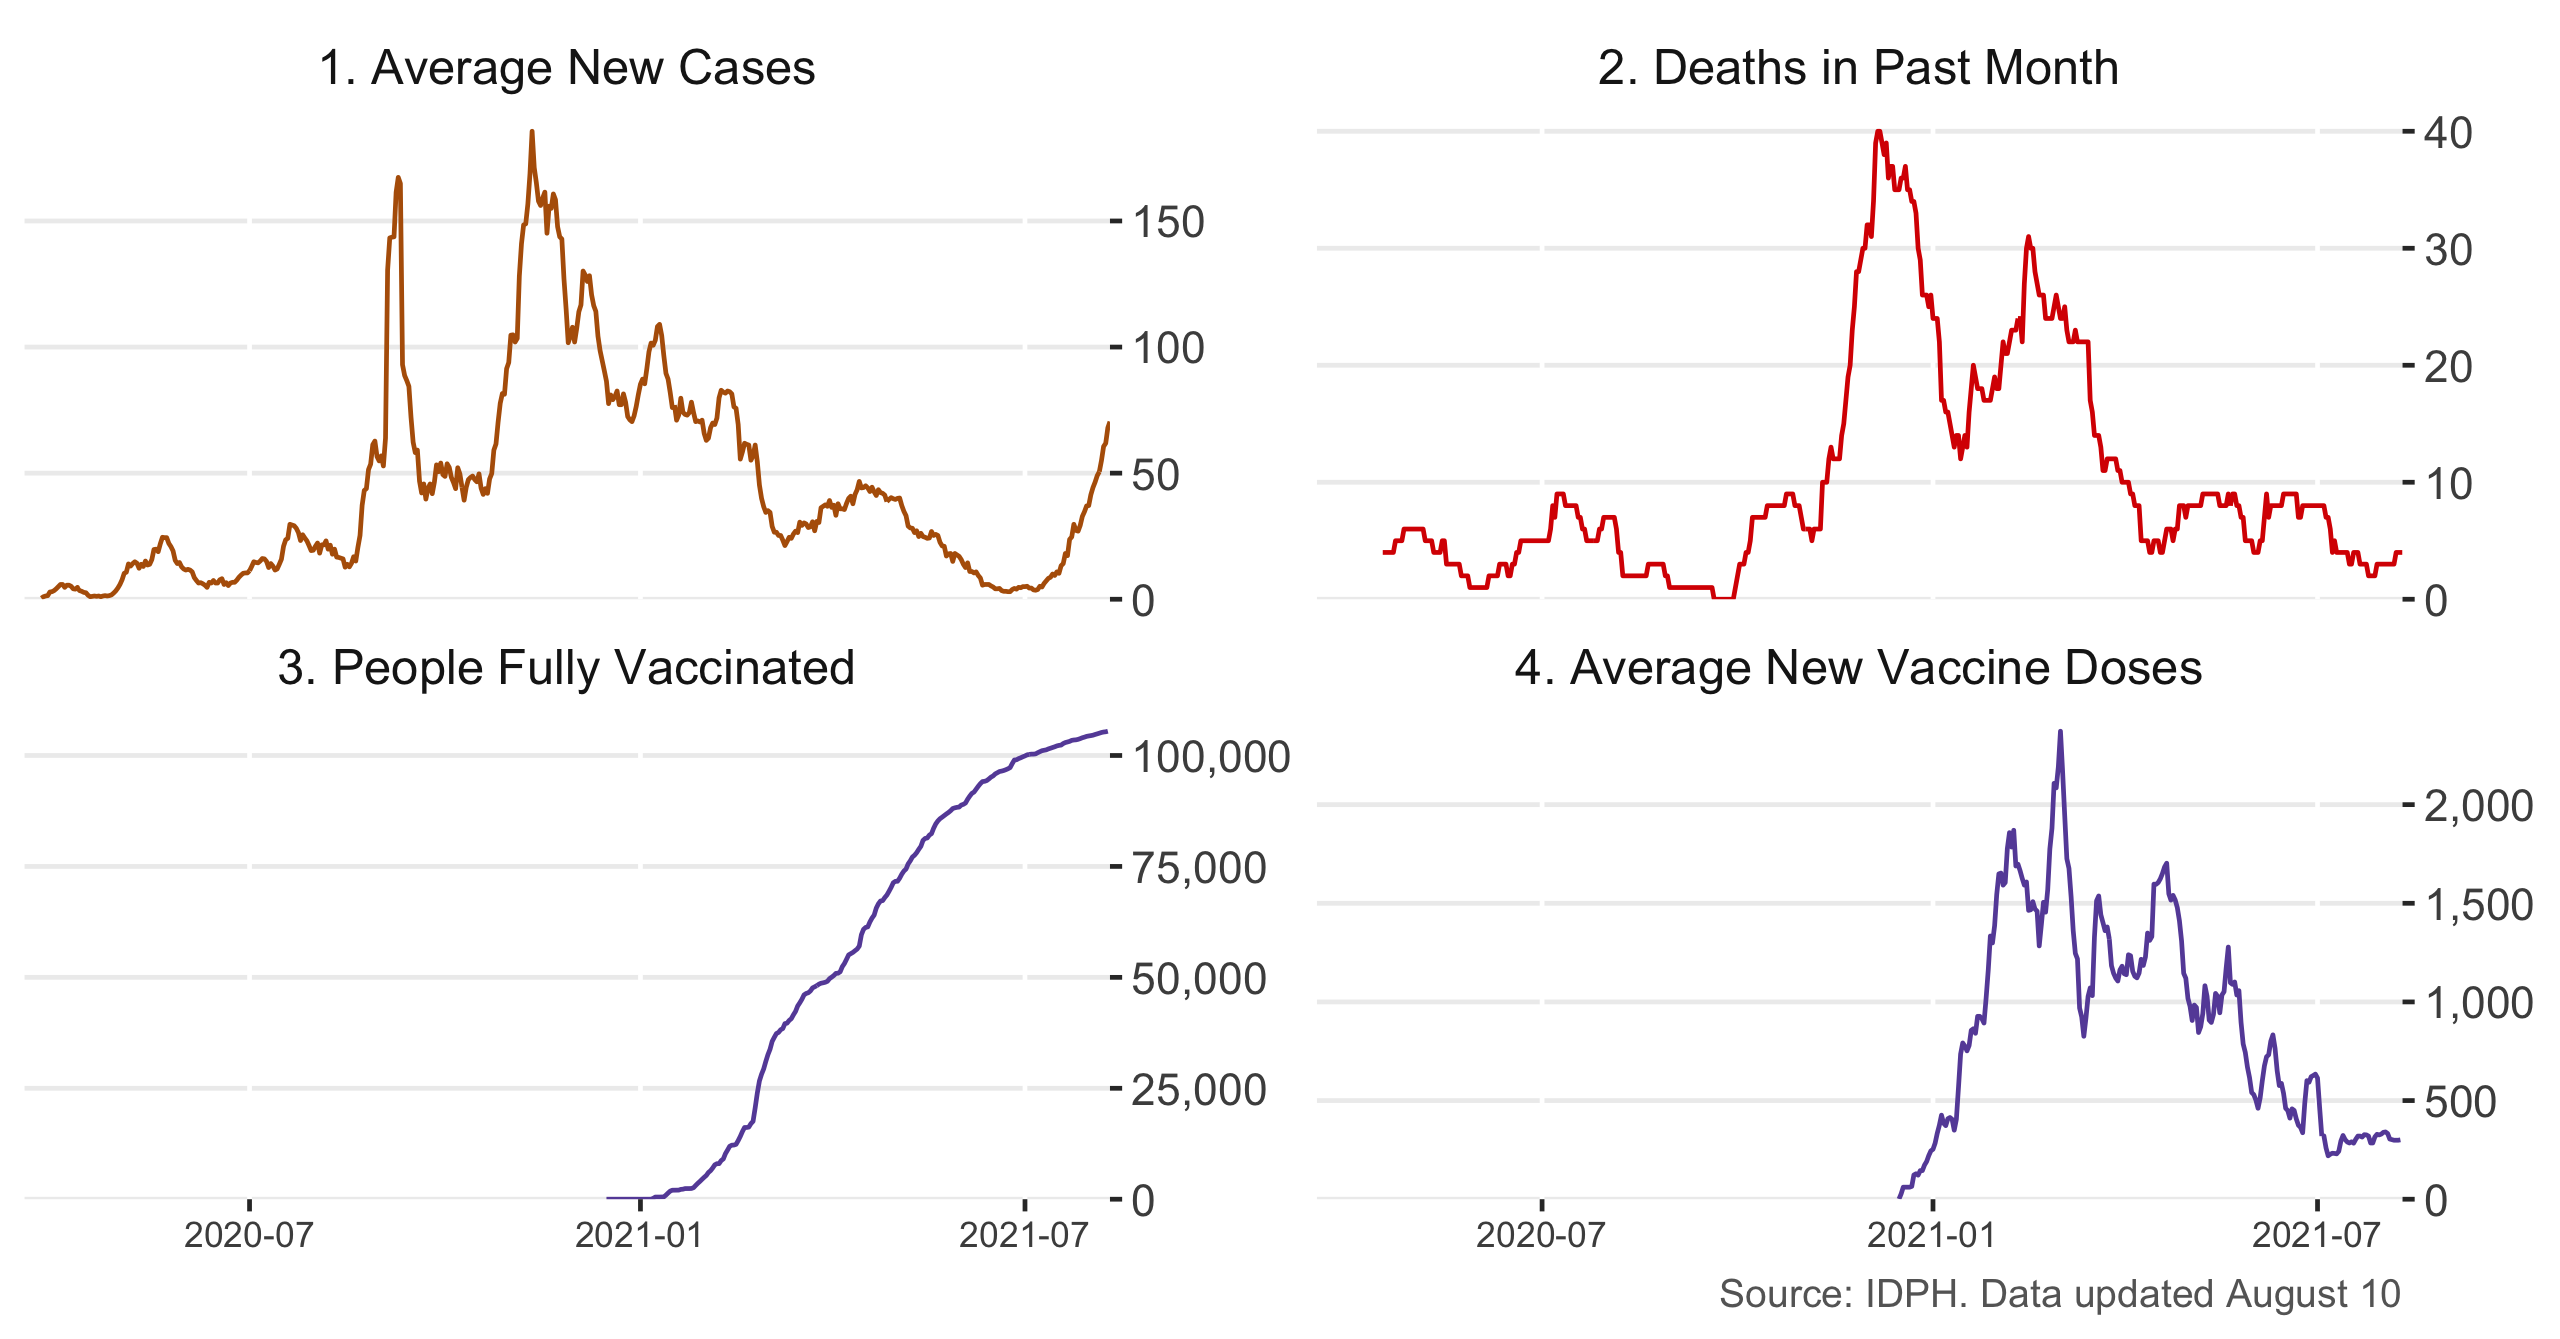 1. Average New Cases
150
100
50
0
2. Deaths in Past Month
40
30
20
10
0
3. People Fully Vaccinated
100,000
75,000
50,000
25,000
0
2020-07 2021-01 2021-07
4. Average New Vaccine Doses
2,000
1,500
1,000
500
0
2020-07 2021-01 2021-07
Source: IDPH. Data updated August 10